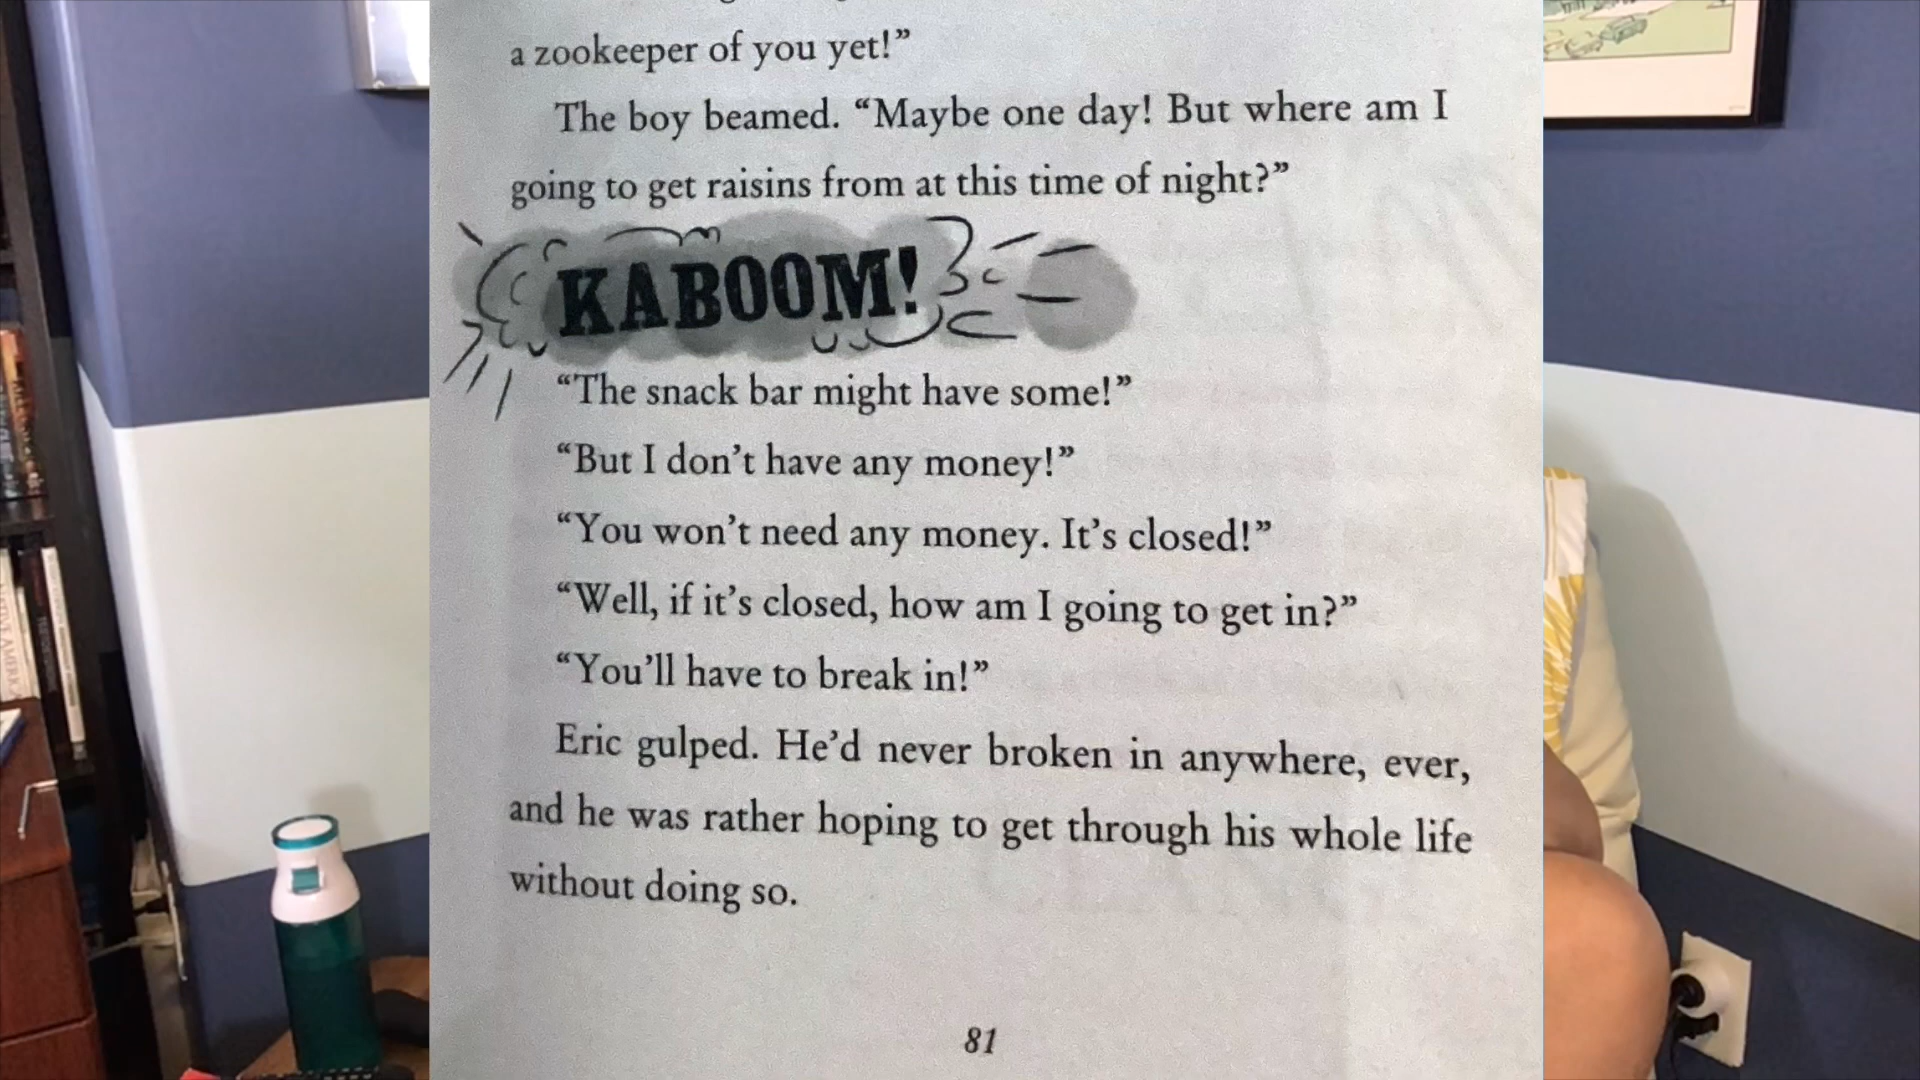 a zookeeper of you yet!”
The boy beamed. “Maybe one day! But where am I
going to get raisins from at this time of night?”
KABOOM!
“The snack bar might have some!”
“But I don’t have any money!”
“You won’t need any money. It’s closed!”
“Well, if it’s closed, how am I going to get in?”
“You’ll have to break in!”
Eric gulped. He’d never broken in anywhere, ever,
and he was rather hoping to get through his whole life
without doing so.
81